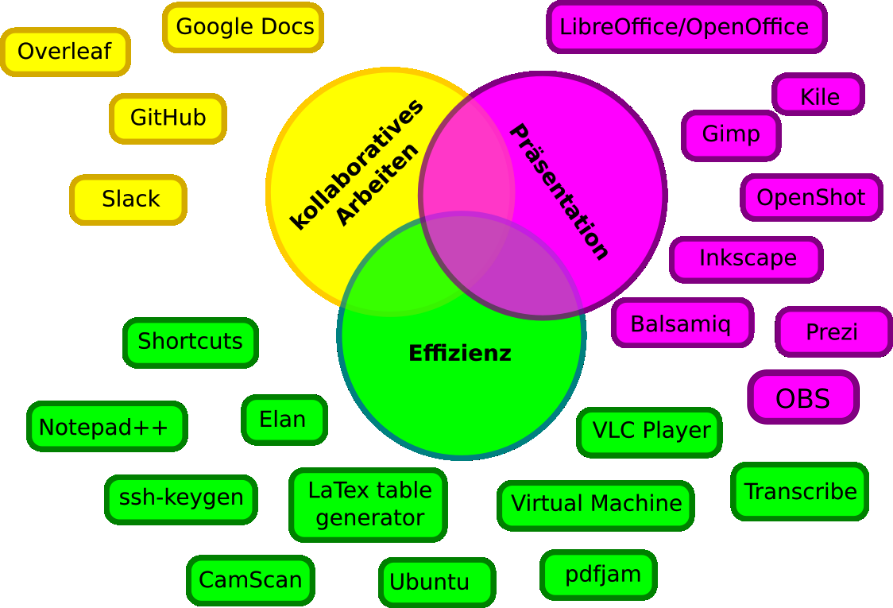 Google Docs
LibreOffice/OpenOffice
Overleaf
Kile
GitHub
Gimp
kollaboratives
Arbeiten
Präsentation
Slack
OpenShot
Inkscape
Balsamiq
Prezi
Shortcuts
Effizienz
OBS
Notepad++
Elan
VLC Player
ssh-keygen
LaTex table
generator
Virtual Machine
Transcribe
CamScan
Ubuntu
pdfjam